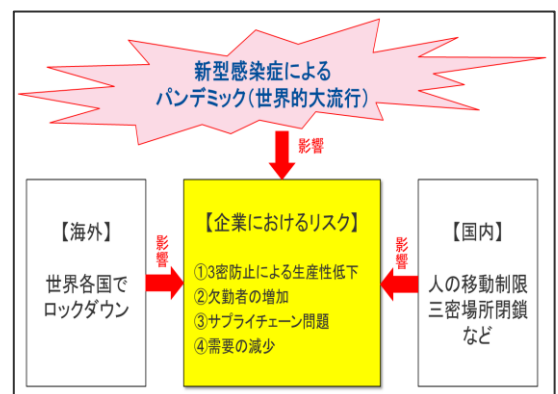 新型感染症による
パンデミック(世界的大流行)
影響
【海外】
世界各国で
ロックダウン
影響
【企業におけるリスク】
①3密防止による生産性低下
②欠勤者の増加
③サプライチェーン問題
④需要の減少
影響
【国内】
人の移動制限
三密場所閉鎖
など